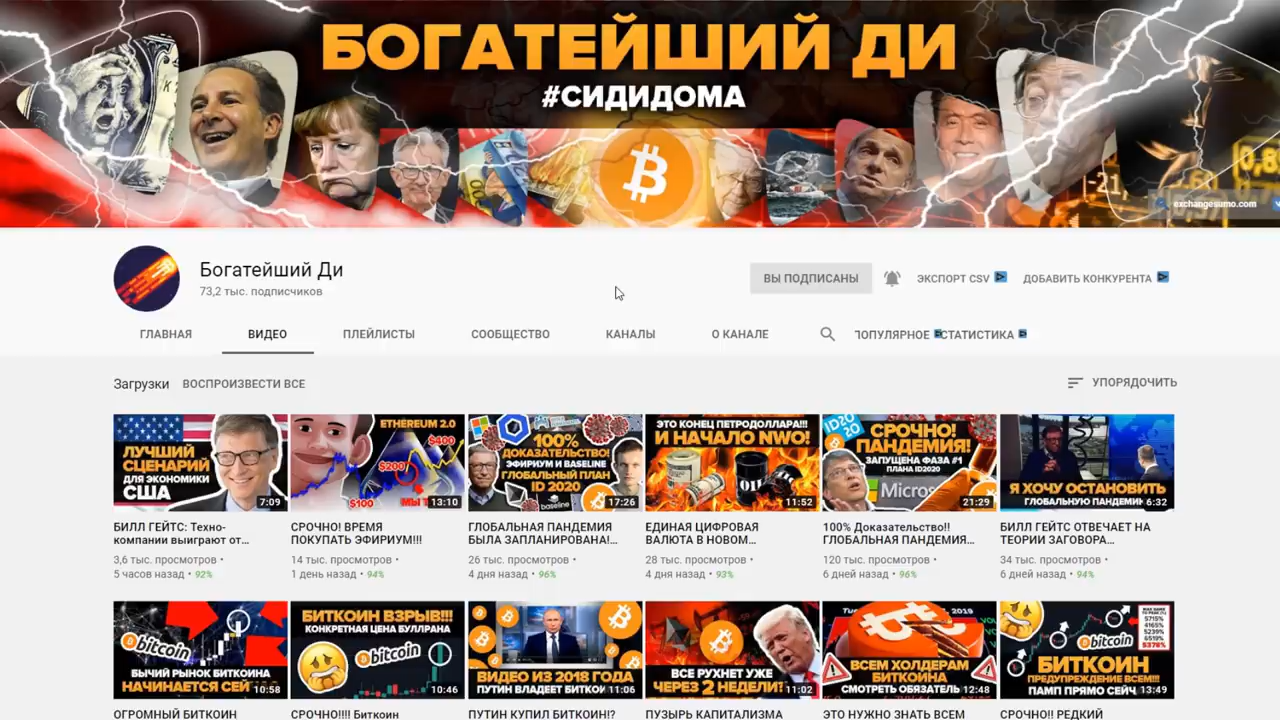 БОГАТЕЙШИЙ ДИ
#СИДИДОМА
exchangesumo.com
Богатейший Ди
73,2 тыс. подписчиков
ВЫ ПОДПИСАНЫ
ЭКСПОРТ CSV
ДОБАВИТЬ КОНКУРЕНТА
ГЛАВНАЯ ВИДЕО ПЛЕЙЛИСТЫ СООБЩЕСТВО КАНАЛЫ О КАНАЛЕ ПОПУЛЯРНОЕ СТАТИСТИКА
Загрузки ВОСПРОИЗВЕСТИ ВСЕ
УПОРЯДОЧИТЬ
ЛУЧШИЙ
СЦЕНАРИЙ
ДЛЯ ЭКОНОМИКИ
США
7:09
БИЛЛ ГЕЙТС: Техно-
компании выиграют от...
3,6 тыс. просмотров •
5 часов назад • 92%
ETHEREUM 2.0
$400
$200
$100
13:10
СРОЧНО! ВРЕМЯ
ПОКУПАТЬ ЭФИРИУМ!!!
14 тыс. просмотров •
1 день назад • 94%
100%
ДОКАЗАТЕЛЬСТВО!
ЭФИРИУМ И BASELINE
ГЛОБАЛЬНЫЙ ПЛАН
ID 2020
baseline
17:26
ГЛОБАЛЬНАЯ ПАНДЕМИЯ
БЫЛА ЗАПЛАНИРОВАНА!...
26 тыс. просмотров •
4 дня назад • 96%
ЭТО КОНЕЦ ПЕТРОДОЛЛАРА!!!
И НАЧАЛО NWO!
11:52
ЕДИНАЯ ЦИФРОВАЯ
ВАЛЮТА В НОВОМ...
28 тыс. просмотров •
4 дня назад • 93%
ID2020
СРОЧНО!
ПАНДЕМИЯ!
ЗАПУЩЕНА ФАЗА #1
ПЛАНА ID2020
Micros
21:29
100% Доказательство!!
ГЛОБАЛЬНАЯ ПАНДЕМИЯ...
120 тыс. просмотров •
6 дней назад • 96%
Я ХОЧУ ОСТАНОВИТЬ
ГЛОБАЛЬНУЮ ПАНДЕМИ
6:32
БИЛЛ ГЕЙТС ОТВЕЧАЕТ НА
ТЕОРИИ ЗАГОВОРА...
34 тыс. просмотров •
6 дней назад • 94%
bitcoin
БЫЧИЙ РЫНОК БИТКОИНА
НАЧИНАЕТСЯ СЕЙ
10:58
ОГРОМНЫЙ БИТКОИН
БИТКОИН ВЗРЫВ!!!
КОНКРЕТНАЯ ЦЕНА БУЛЛРАНА
bitcoin
10:46
СРОЧНО!!!! Биткоин
ВИДЕО ИЗ 2018 ГОДА
ПУТИН ВЛАДЕЕТ БИТКОИ
11:06
ПУТИН КУПИЛ БИТКОИН!?
ВСЕ РУХНЕТ УЖЕ
ЧЕРЕЗ 2 НЕДЕЛИ?
11:02
ПУЗЫРЬ КАПИТАЛИЗМА
ВСЕМ ХОЛДЕРАМ
БИТКОИНА
СМОТРЕТЬ ОБЯЗАТЕЛЬ
12:48
ЭТО НУЖНО ЗНАТЬ ВСЕМ
bitcoin
БИТКОИН
ПРЕДУПРЕЖДЕНИЕ ВСЕМ!!!
ПАМП ПРЯМО СЕЙЧ
13:49
СРОЧНО!! РЕДКИЙ